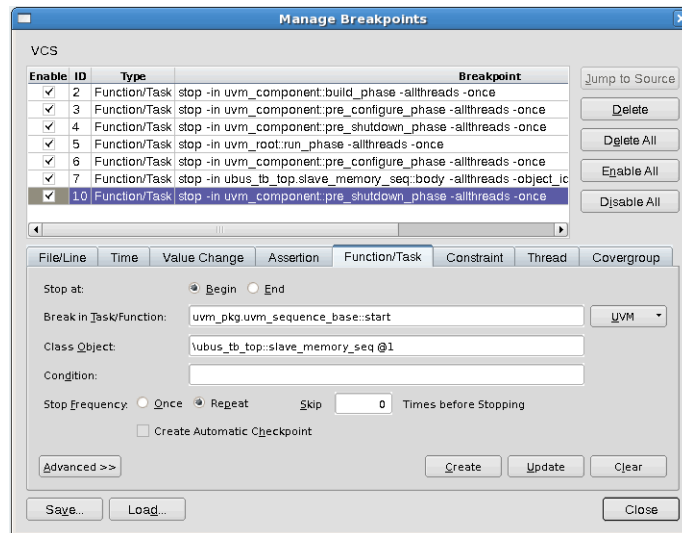 Manage Breakpoints
VCS
Enable ID Type Breakpoint
2 Function/Task stop -in uvm_component::build_phase -allthreads -once
3 Function/Task stop -in uvm_component::pre_configure_phase -allthreads -once
4 Function/Task stop -in uvm_component::pre_shutdown_phase -allthreads -once
5 Function/Task stop -in uvm_root::run_phase -allthreads -once
6 Function/Task stop -in uvm_component::pre_configure_phase -allthreads -once
7 Function/Task stop -in ubus_tb_top.slave_memory_seq::body -allthreads -object_id
10 Function/Task stop -in uvm_component::pre_shutdown_phase -allthreads -once
Jump to Source
Delete
Delete All
Enable All
Disable All
File/Line Time Value Change Assertion Function/Task Constraint Thread Covergroup
Stop at: Begin End
Break in Task/Function: uvm_pkg.uvm_sequence_base::start UVM
Class Object: \ubus_tb_top::slave_memory_seq @1
Condition:
Stop Frequency: Once Repeat Skip 0 Times before Stopping
Create Automatic Checkpoint
Advanced >> Create Update Clear
Save... Load... Close